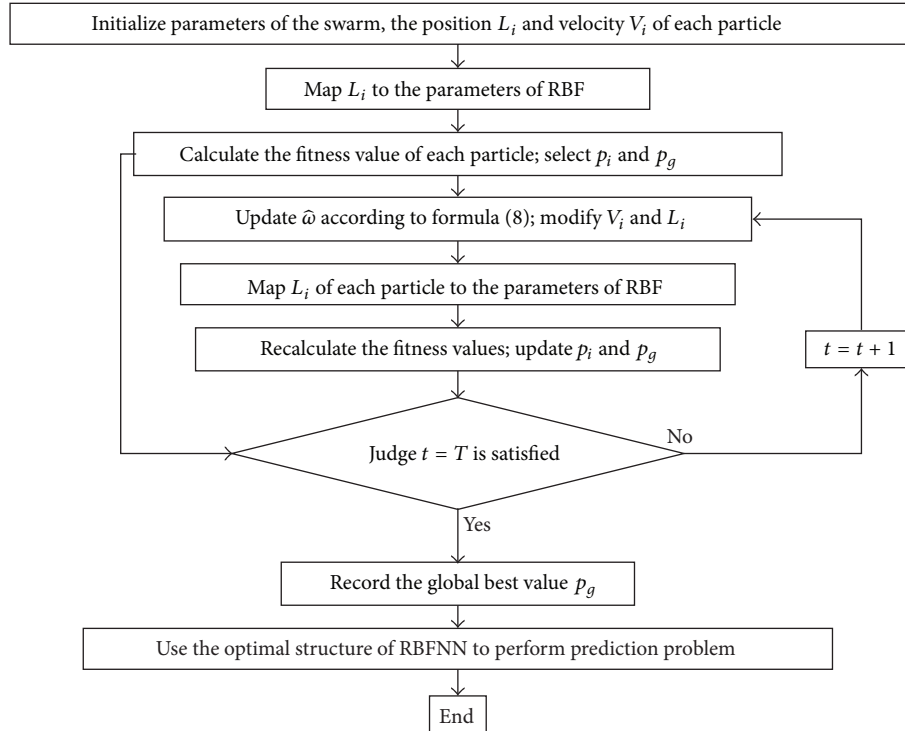 Initialize parameters of the swarm, the position L_i and velocity V_i of each particle
Map L_i to the parameters of RBF
Calculate the fitness value of each particle; select p_i and p_g
Update ω̂ according to formula (8); modify V_i and L_i
Map L_i of each particle to the parameters of RBF
Recalculate the fitness values; update p_i and p_g
t = t + 1
No
Judge t = T is satisfied
Yes
Record the global best value p_g
Use the optimal structure of RBFNN to perform prediction problem
End